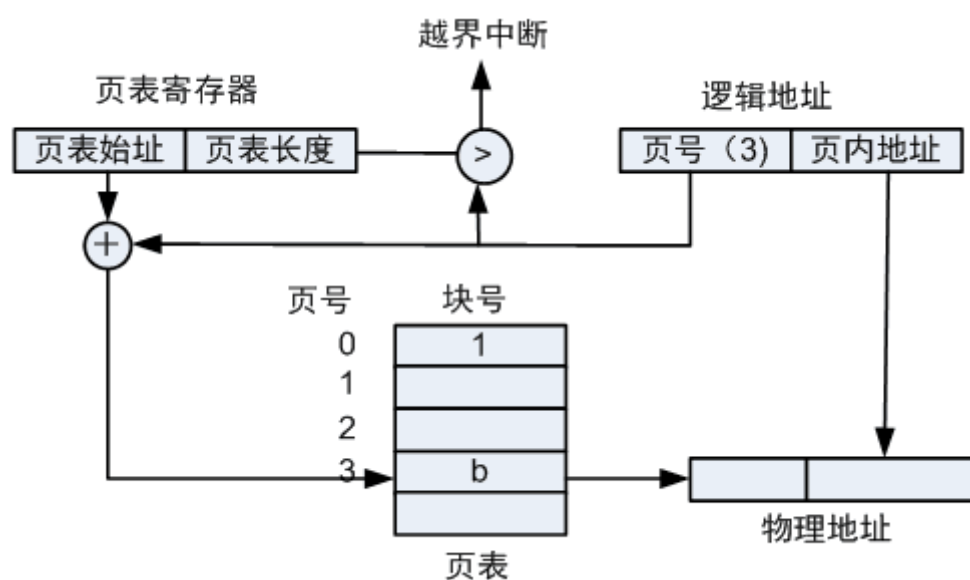 越界中断
页表寄存器
逻辑地址
页表始址 页表长度 > 页号（3) 页内地址
+
页号 块号
0 1
1
2
3 b
物理地址
页表